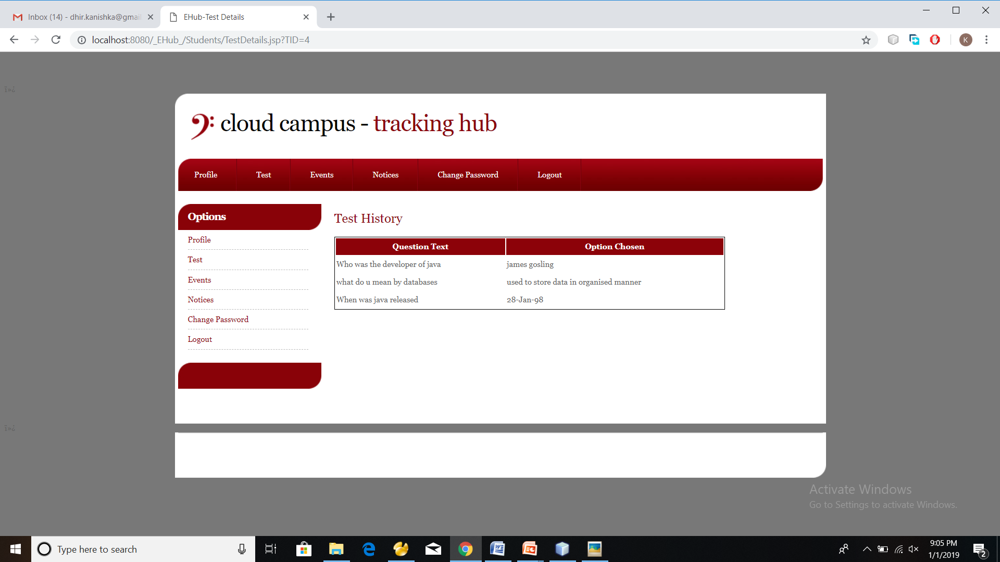 Inbox (14) - dhir.kanishka@gmail
EHub-Test Details
localhost:8080/_EHub_/Students/TestDetails.jsp?TID=4
K
ï»¿
cloud campus - tracking hub
Profile Test Events Notices Change Password Logout
Options
Profile
Test
Events
Notices
Change Password
Logout
Test History
Question Text Option Chosen
Who was the developer of java james gosling
what do u mean by databases used to store data in organised manner
When was java released 28-Jan-98
ï»¿
Activate Windows
Go to Settings to activate Windows.
Type here to search
9:05 PM
1/1/2019
2